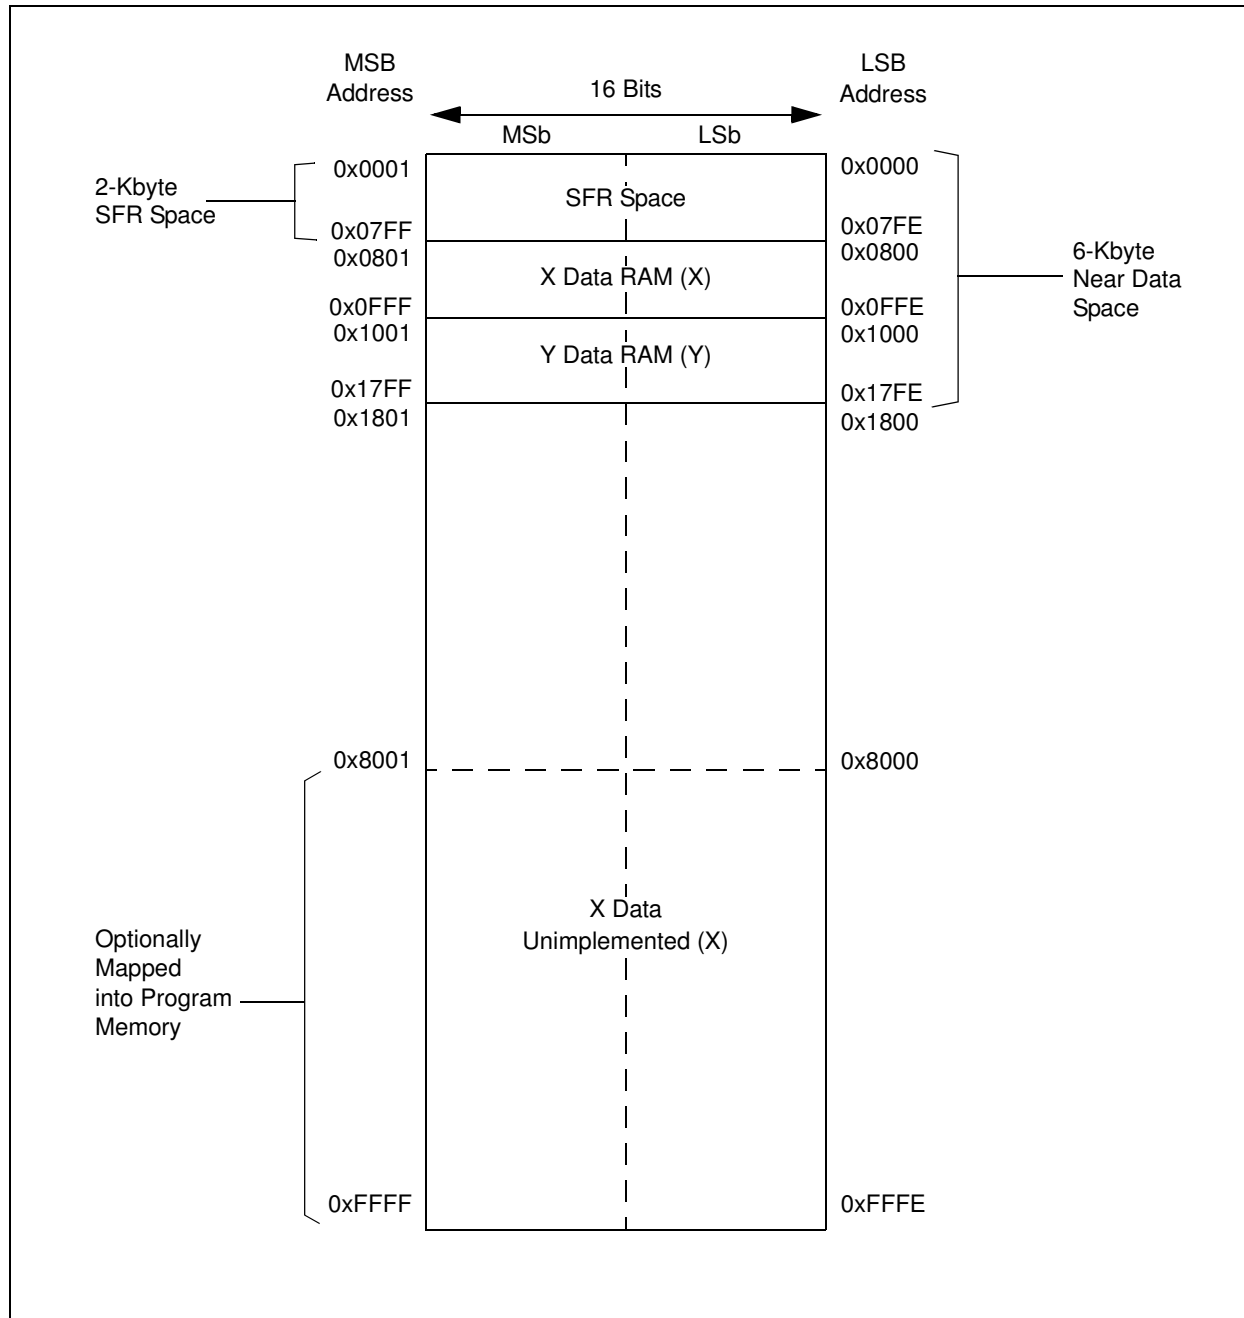 MSB
Address
LSB
Address
16 Bits
MSb
LSb
0x0001
0x0000
2-Kbyte
SFR Space
SFR Space
0x07FF
0x07FE
0x0801
0x0800
6-Kbyte
Near Data
Space
X Data RAM (X)
0x0FFF
0x0FFE
0x1001
0x1000
Y Data RAM (Y)
0x17FF
0x17FE
0x1801
0x1800
0x8001
0x8000
X Data
Unimplemented (X)
Optionally
Mapped
into Program
Memory
0xFFFF
0xFFFE